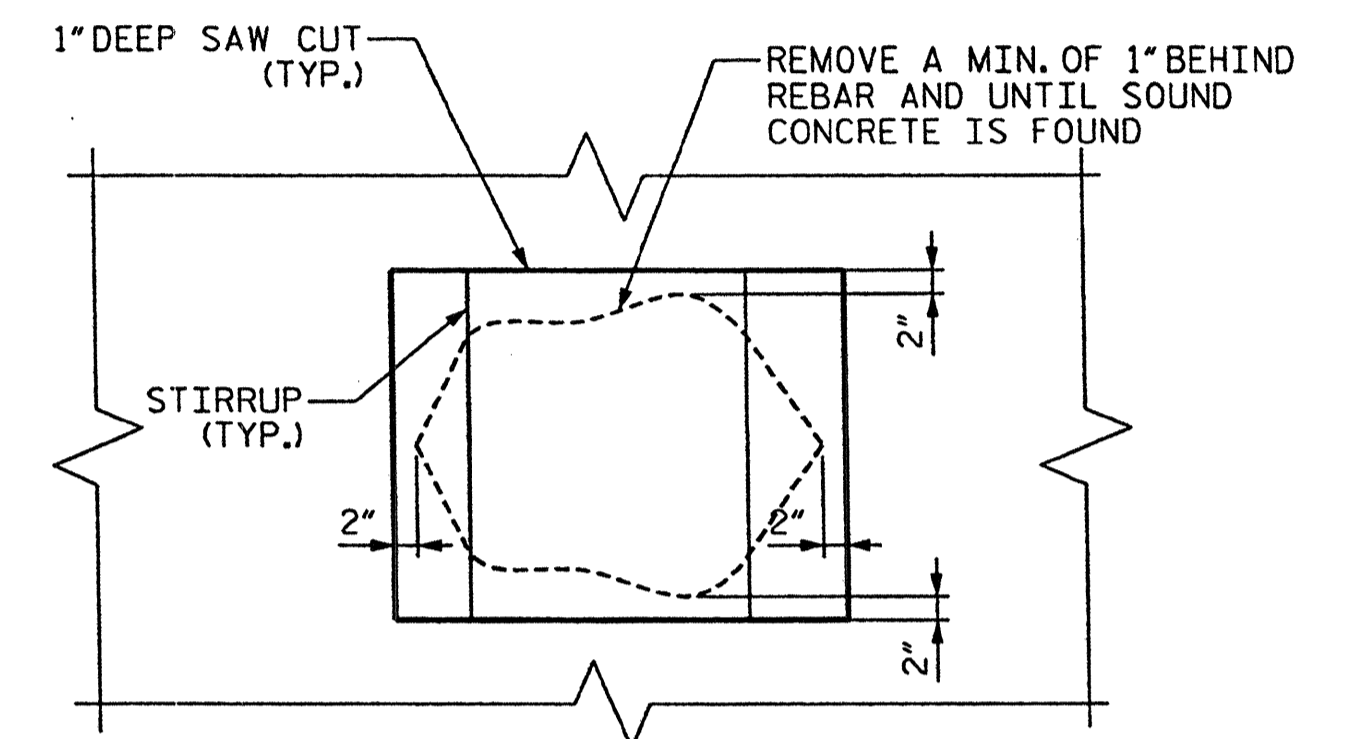 1" DEEP SAW CUT
(TYP.)
REMOVE A MIN. OF 1" BEHIND
REBAR AND UNTIL SOUND
CONCRETE IS FOUND
2"
STIRRUP
(TYP.)
2"
2"
2"